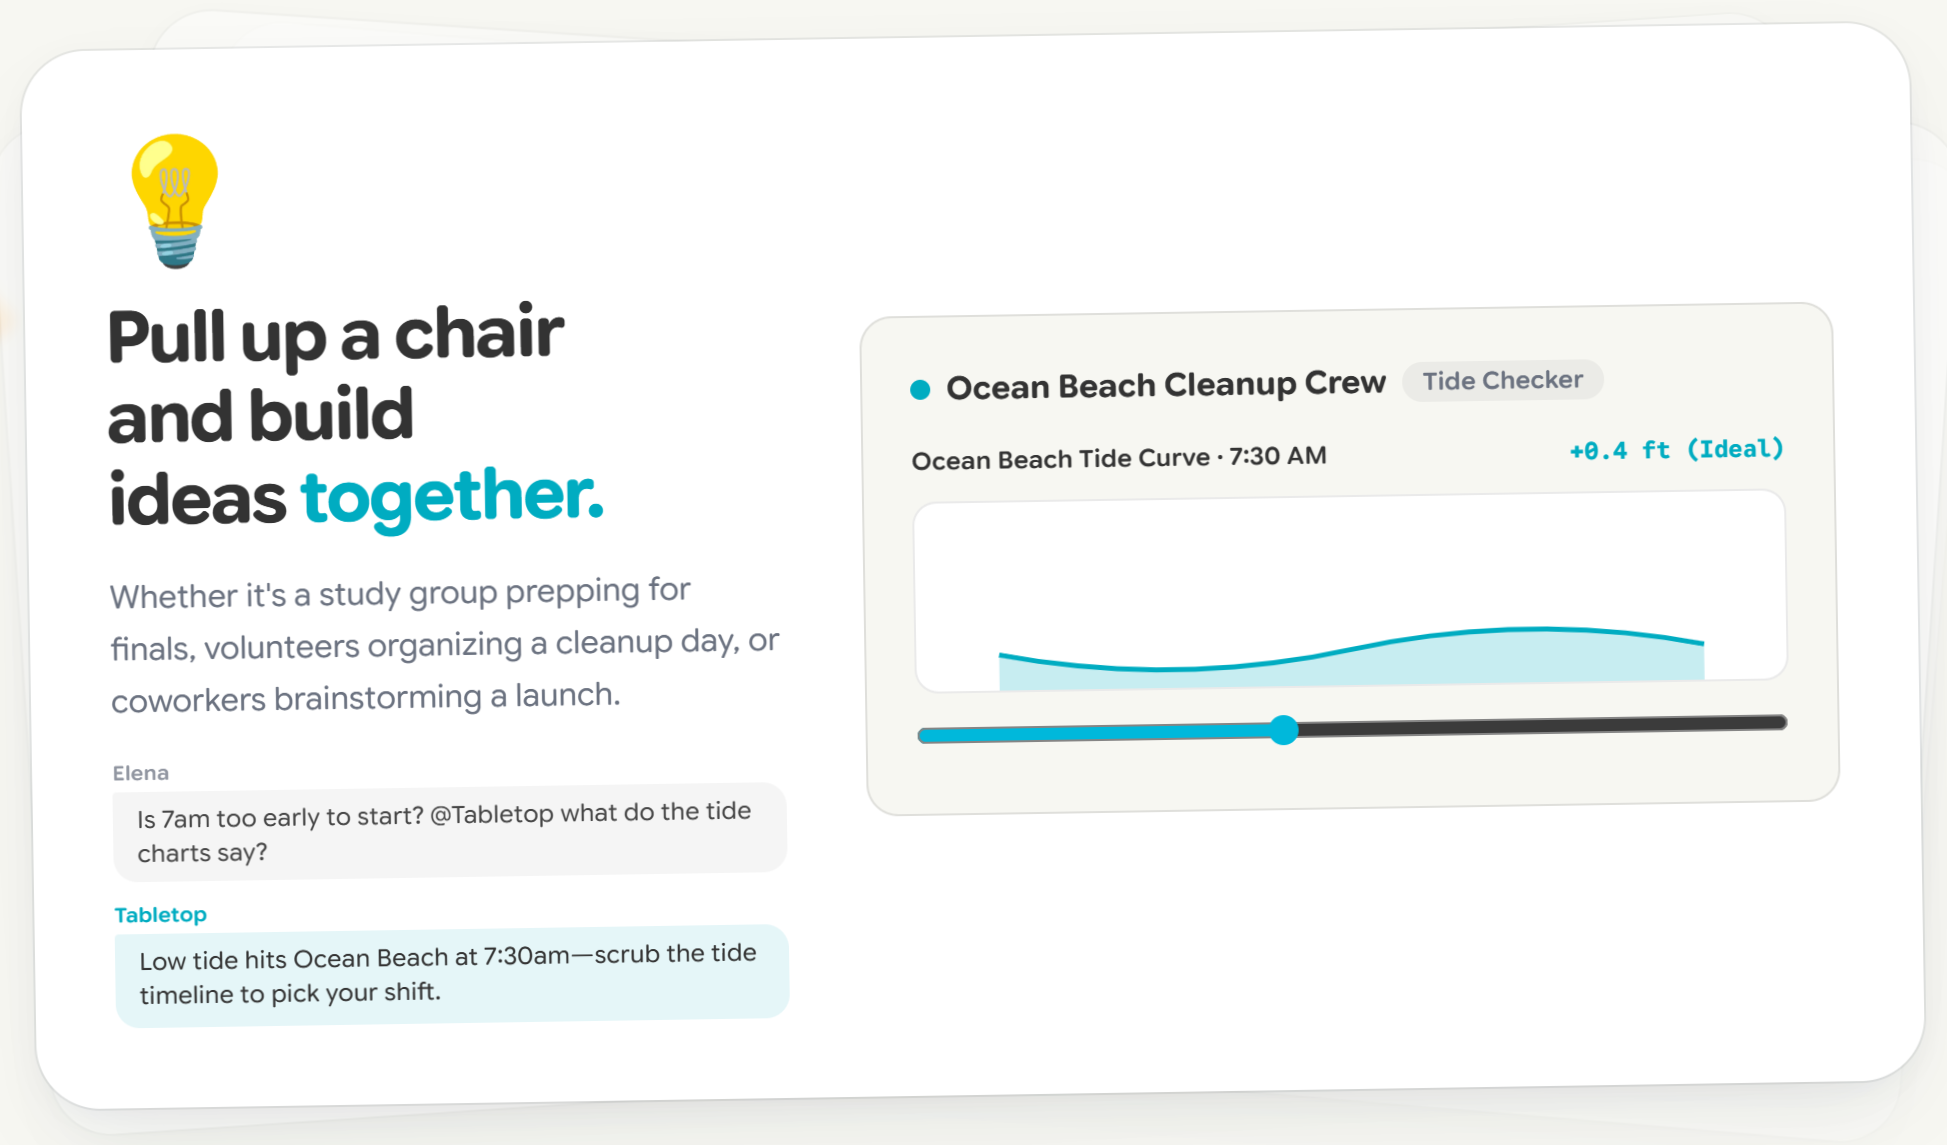 Pull up a chair
and build
ideas together.
Whether it's a study group prepping for
finals, volunteers organizing a cleanup day, or
coworkers brainstorming a launch.
Elena
Is 7am too early to start? @Tabletop what do the tide
charts say?
Tabletop
Low tide hits Ocean Beach at 7:30am—scrub the tide
timeline to pick your shift.
Ocean Beach Cleanup Crew Tide Checker
Ocean Beach Tide Curve · 7:30 AM +0.4 ft (Ideal)